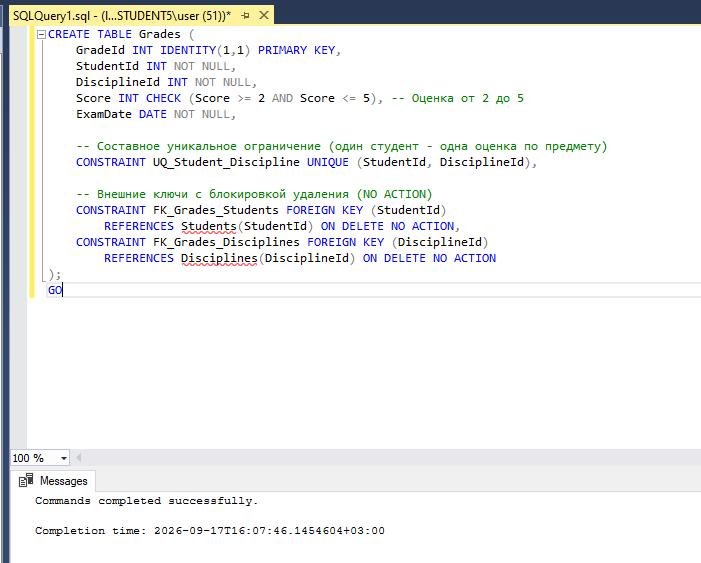 SQLQuery1.sql - (l...STUDENT5\user (51))*
CREATE TABLE Grades (
GradeId INT IDENTITY(1,1) PRIMARY KEY,
StudentId INT NOT NULL,
DisciplineId INT NOT NULL,
Score INT CHECK (Score >= 2 AND Score <= 5), -- Оценка от 2 до 5
ExamDate DATE NOT NULL,
-- Составное уникальное ограничение (один студент - одна оценка по предмету)
CONSTRAINT UQ_Student_Discipline UNIQUE (StudentId, DisciplineId),
-- Внешние ключи с блокировкой удаления (NO ACTION)
CONSTRAINT FK_Grades_Students FOREIGN KEY (StudentId)
REFERENCES Students(StudentId) ON DELETE NO ACTION,
CONSTRAINT FK_Grades_Disciplines FOREIGN KEY (DisciplineId)
REFERENCES Disciplines(DisciplineId) ON DELETE NO ACTION
);
GO
100 %
Messages
Commands completed successfully.
Completion time: 2026-09-17T16:07:46.1454604+03:00